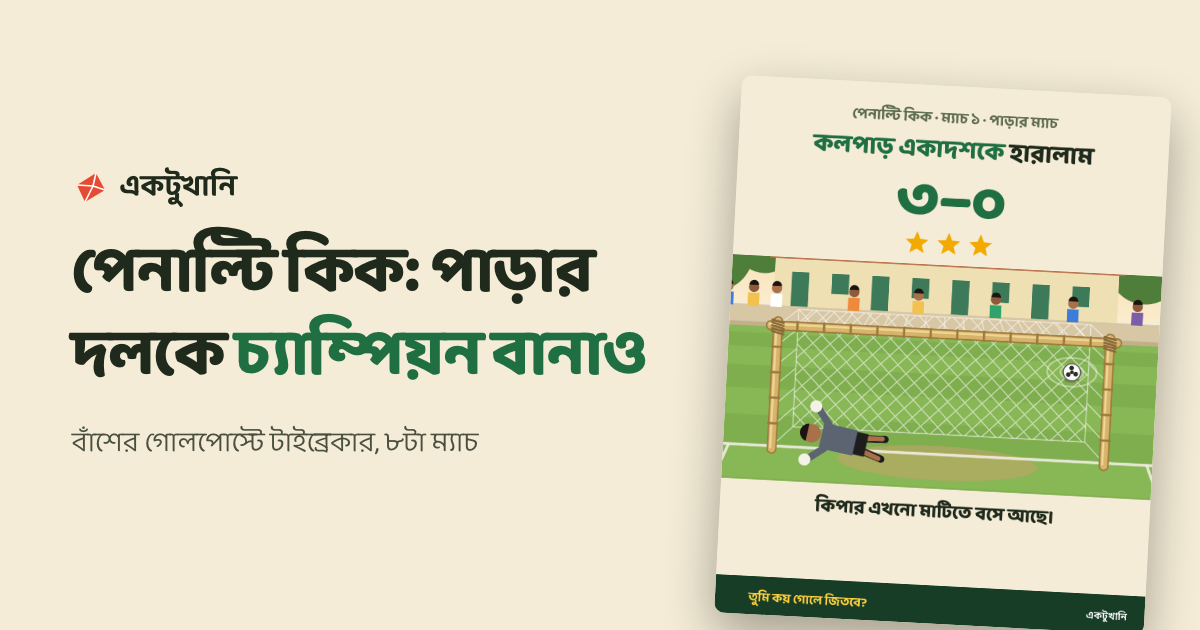 একটুখানি
পেনাল্টি কিক: পাড়ার
দলকে চ্যাম্পিয়ন বানাও
বাঁশের গোলপোস্টে টাইব্রেকার, ৮টা ম্যাচ
পেনাল্টি কিক · ম্যাচ ১ · পাড়ার ম্যাচ
কলপাড় একাদশকে হারালাম
৩–০
কিপার এখনো মাটিতে বসে আছে।
তুমি কয় গোলে জিতবে?
একটুখানি